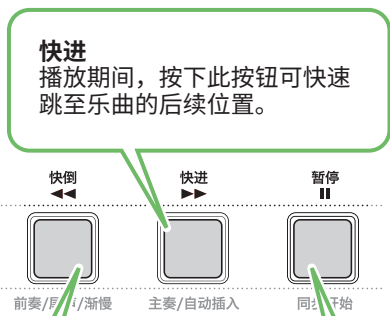 快进
播放期间，按下此按钮可快速
跳至乐曲的后续位置。
快倒 快进 暂停
前奏/ /渐慢 主奏/自动插入 同 开始